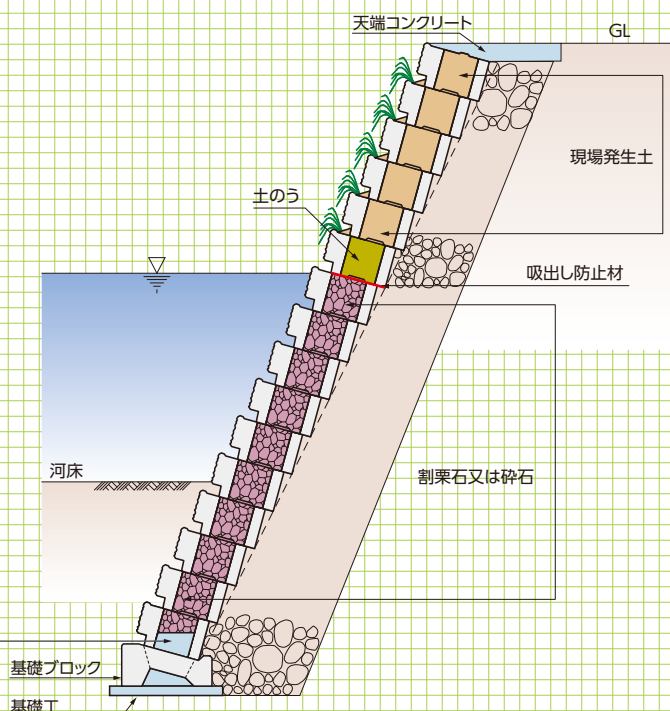 天端コンクリート
GL
現場発生土
土のう
吸出し防止材
河床
割栗石又は砕石
基礎ブロック
基礎工